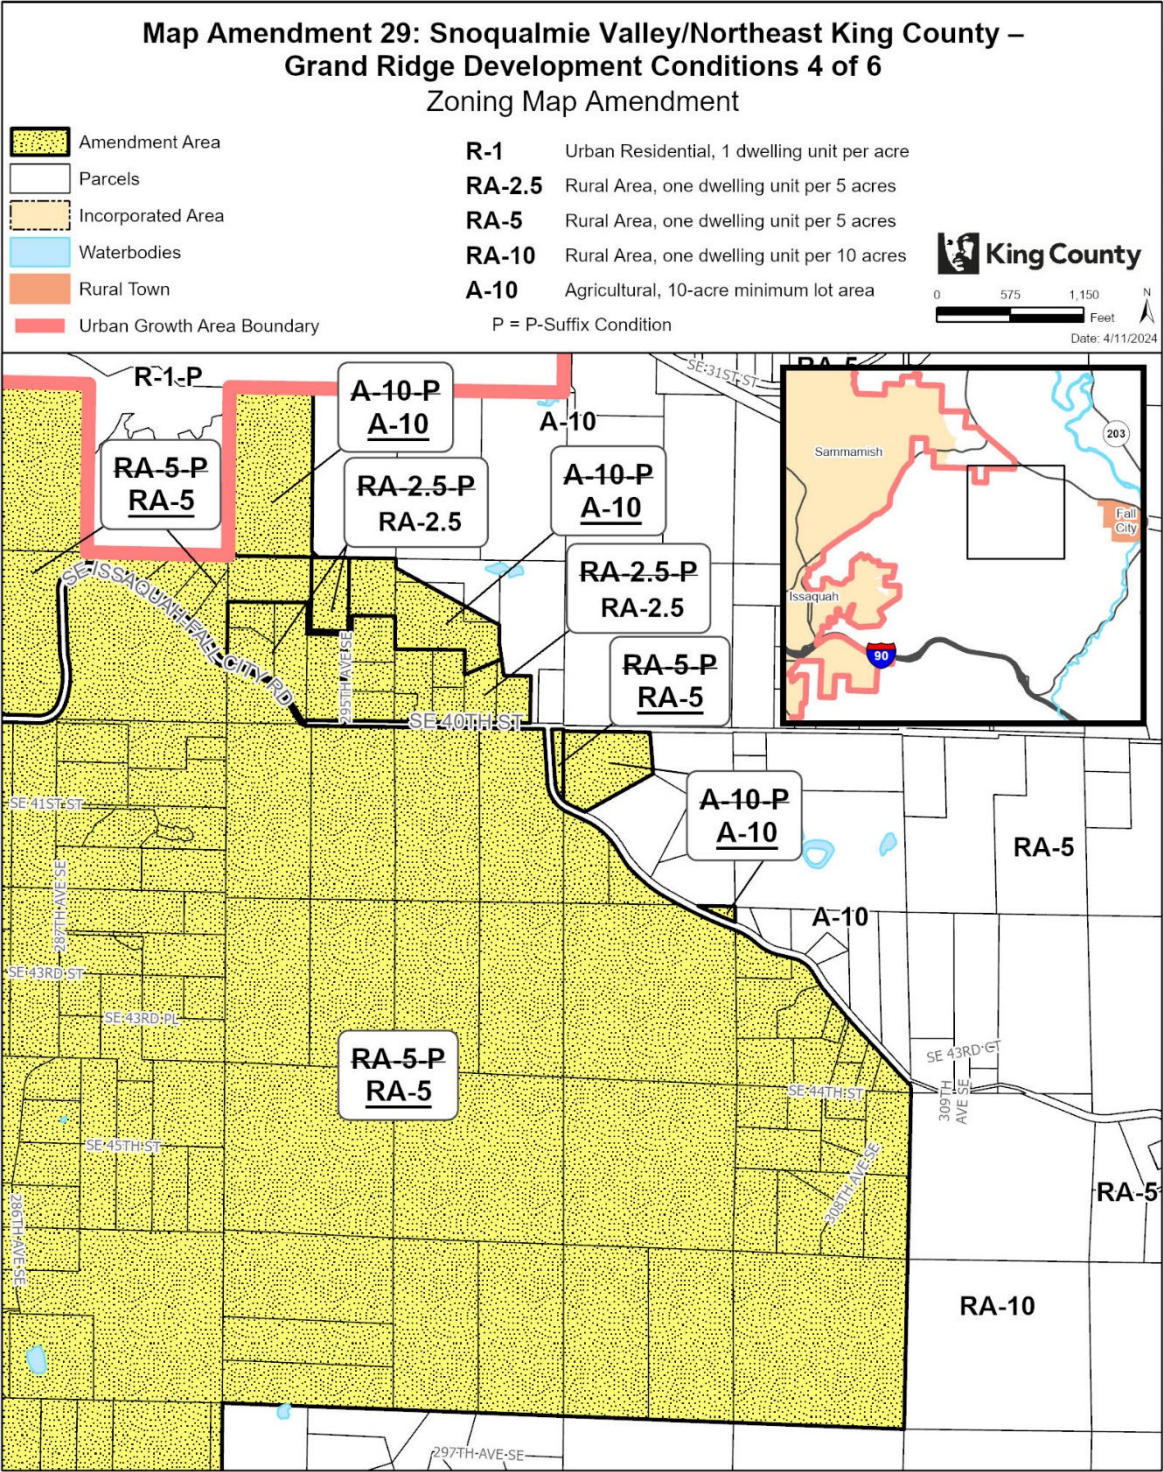 Map Amendment 29: Snoqualmie Valley/Northeast King County –
Grand Ridge Development Conditions 4 of 6
Zoning Map Amendment
Amendment Area
Parcels
Incorporated Area
Waterbodies
Rural Town
Urban Growth Area Boundary
R-1 Urban Residential, 1 dwelling unit per acre
RA-2.5 Rural Area, one dwelling unit per 5 acres
RA-5 Rural Area, one dwelling unit per 5 acres
RA-10 Rural Area, one dwelling unit per 10 acres
A-10 Agricultural, 10-acre minimum lot area
P = P-Suffix Condition
King County
0 575 1,150
Feet
N
Date: 4/11/2024
R-1-P
A-10-P
A-10
SE 31ST ST
RA-5
A-10
RA-5-P
RA-5
RA-2.5-P
RA-2.5
A-10-P
A-10
RA-2.5-P
RA-2.5
RA-5-P
RA-5
203
Sammamish
Fall
City
Issaquah
90
SE ISSAQUAH FALL CITY RD
295TH AVE SE
SE 40TH ST
A-10-P
A-10
SE 41ST ST
RA-5
287TH AVE SE
A-10
SE 43RD ST
SE 43RD PL
RA-5-P
RA-5
SE 43RD CT
SE 44TH ST
309TH
AVE SE
SE 45TH ST
308TH AVE SE
RA-5
286TH AVE SE
RA-10
297TH AVE SE